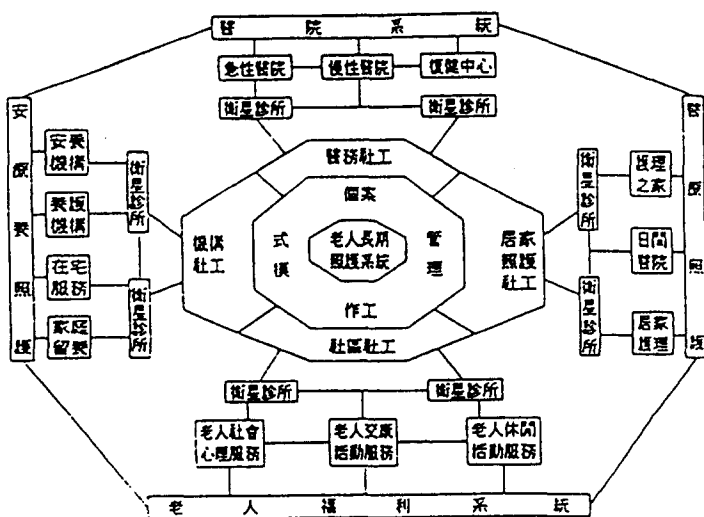 醫院系統
急性醫院 慢性醫院 復健中心
衛星診所 衛星診所
醫務社工
個案
管理
工作
模式
老人長期
照護系統
機構
社工
居家
照護
社工
社區社工
安療養照護
安養
機構
養護
機構
在宅
服務
家庭
留養
衛星診所
衛星診所
醫療照護
護理
之家
日間
醫院
居家
護理
衛星診所
衛星診所
衛星診所 衛星診所
老人社會
心理服務
老人文康
活動服務
老人休閒
活動服務
老人福利系統